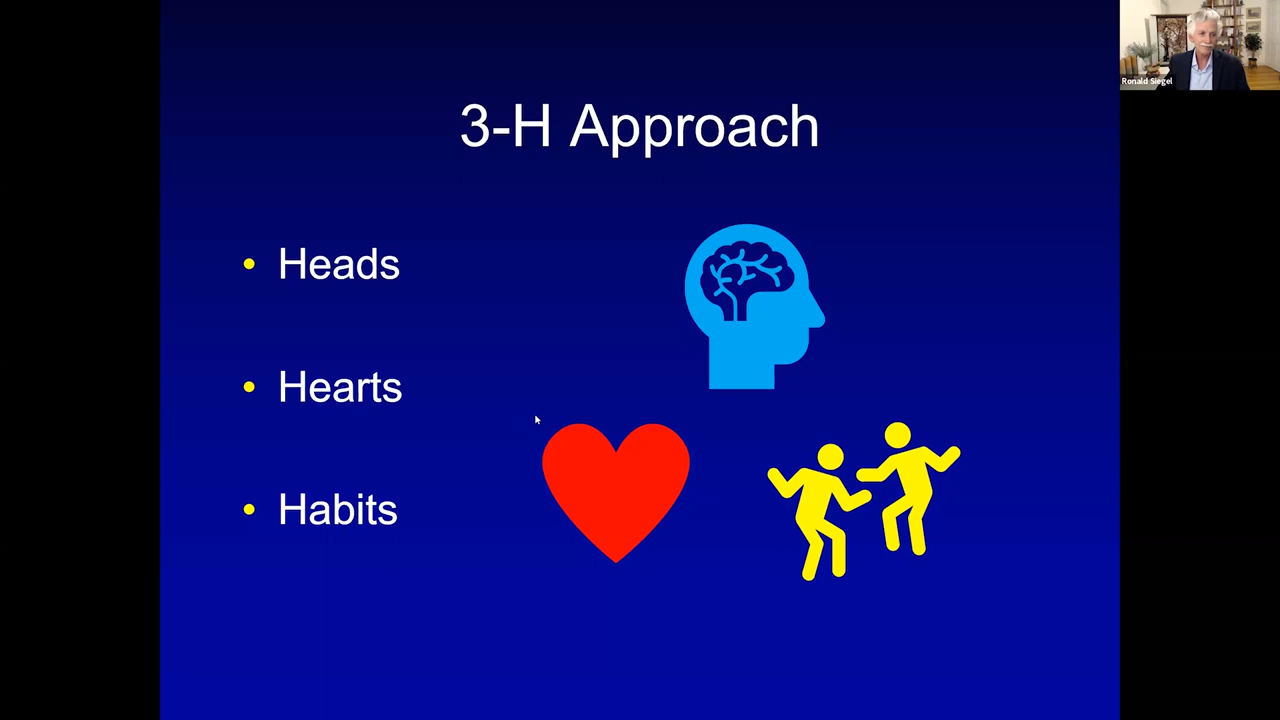 3-H Approach
• Heads
• Hearts
• Habits
Ronald Siegel